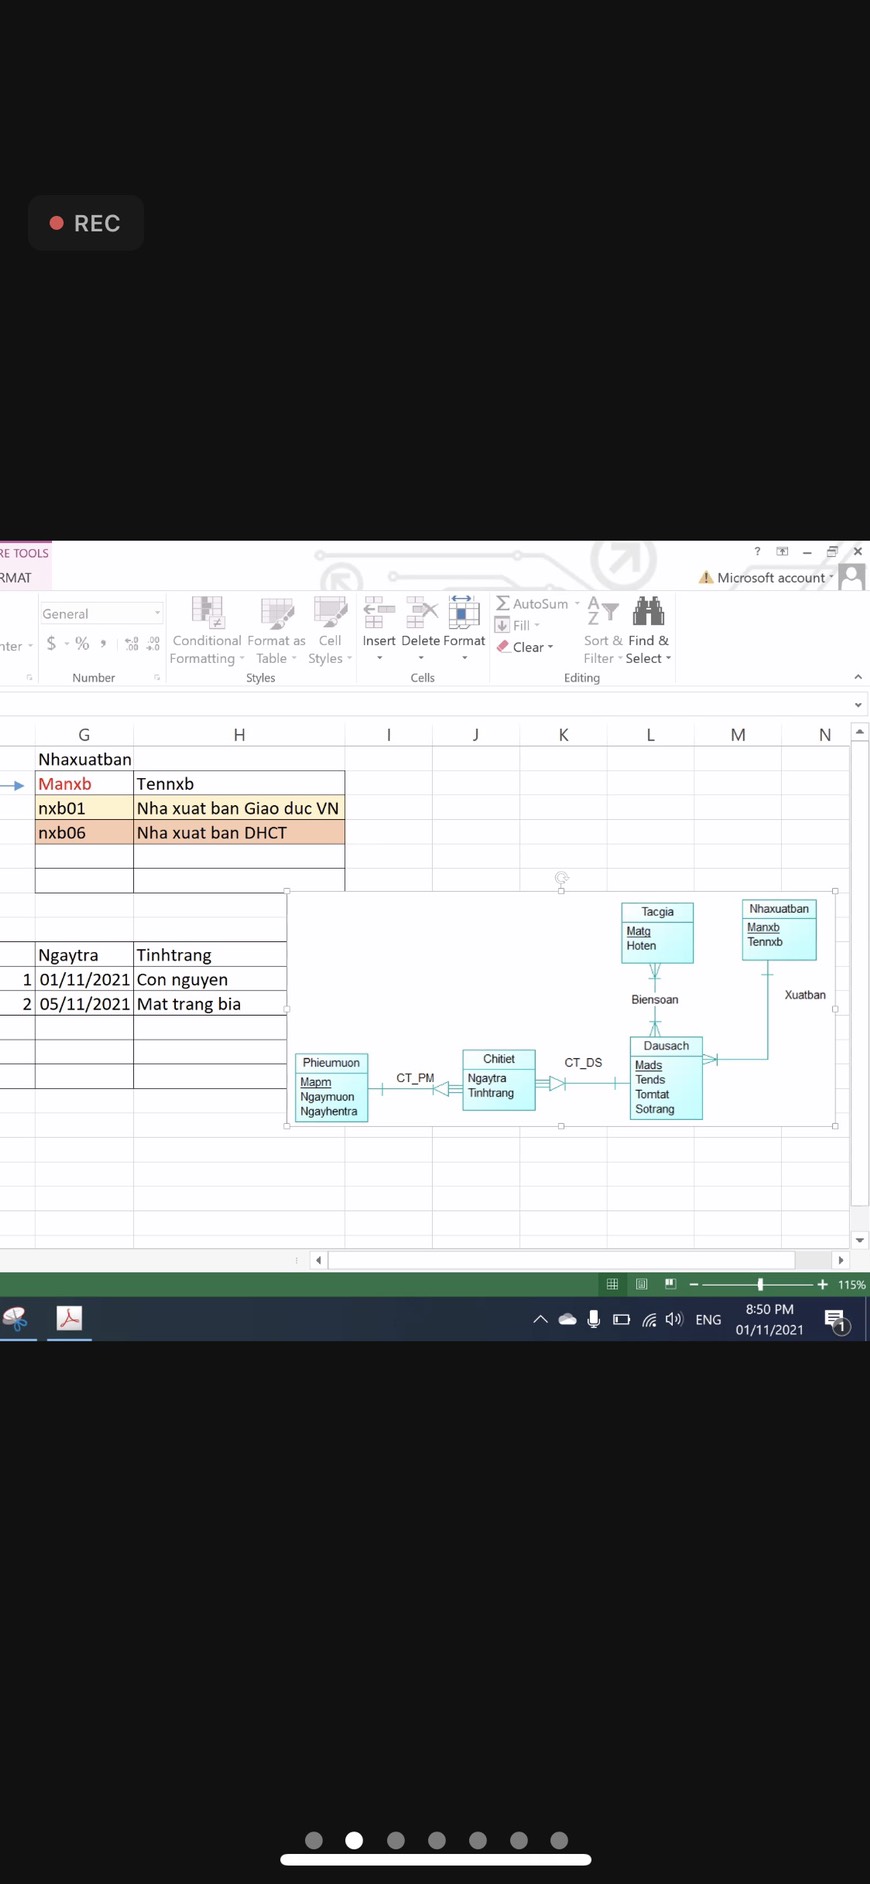 REC
RE TOOLS
RMAT
? ×
Microsoft account
General
AutoSum
nter
$ % ,
Conditional Formatting
Format as Table
Cell Styles
Insert Delete Format
Fill
Clear
Sort & Filter
Find & Select
Number
Styles
Cells
Editing
G H I J K L M N
Nhaxuatban
Manxb Tennxb
nxb01 Nha xuat ban Giao duc VN
nxb06 Nha xuat ban DHCT
Ngaytra Tinhtrang
1 01/11/2021 Con nguyen
2 05/11/2021 Mat trang bia
Tacgia
Matg
Hoten
Nhaxuatban
Manxb
Tennxb
Biensoan
Xuatban
Phieumuon
Mapm
Ngaymuon
Ngayhentra
CT_PM
Chitiet
Ngaytra
Tinhtrang
CT_DS
Dausach
Mads
Tends
Tomtat
Sotrang
115%
ENG
8:50 PM
01/11/2021
1